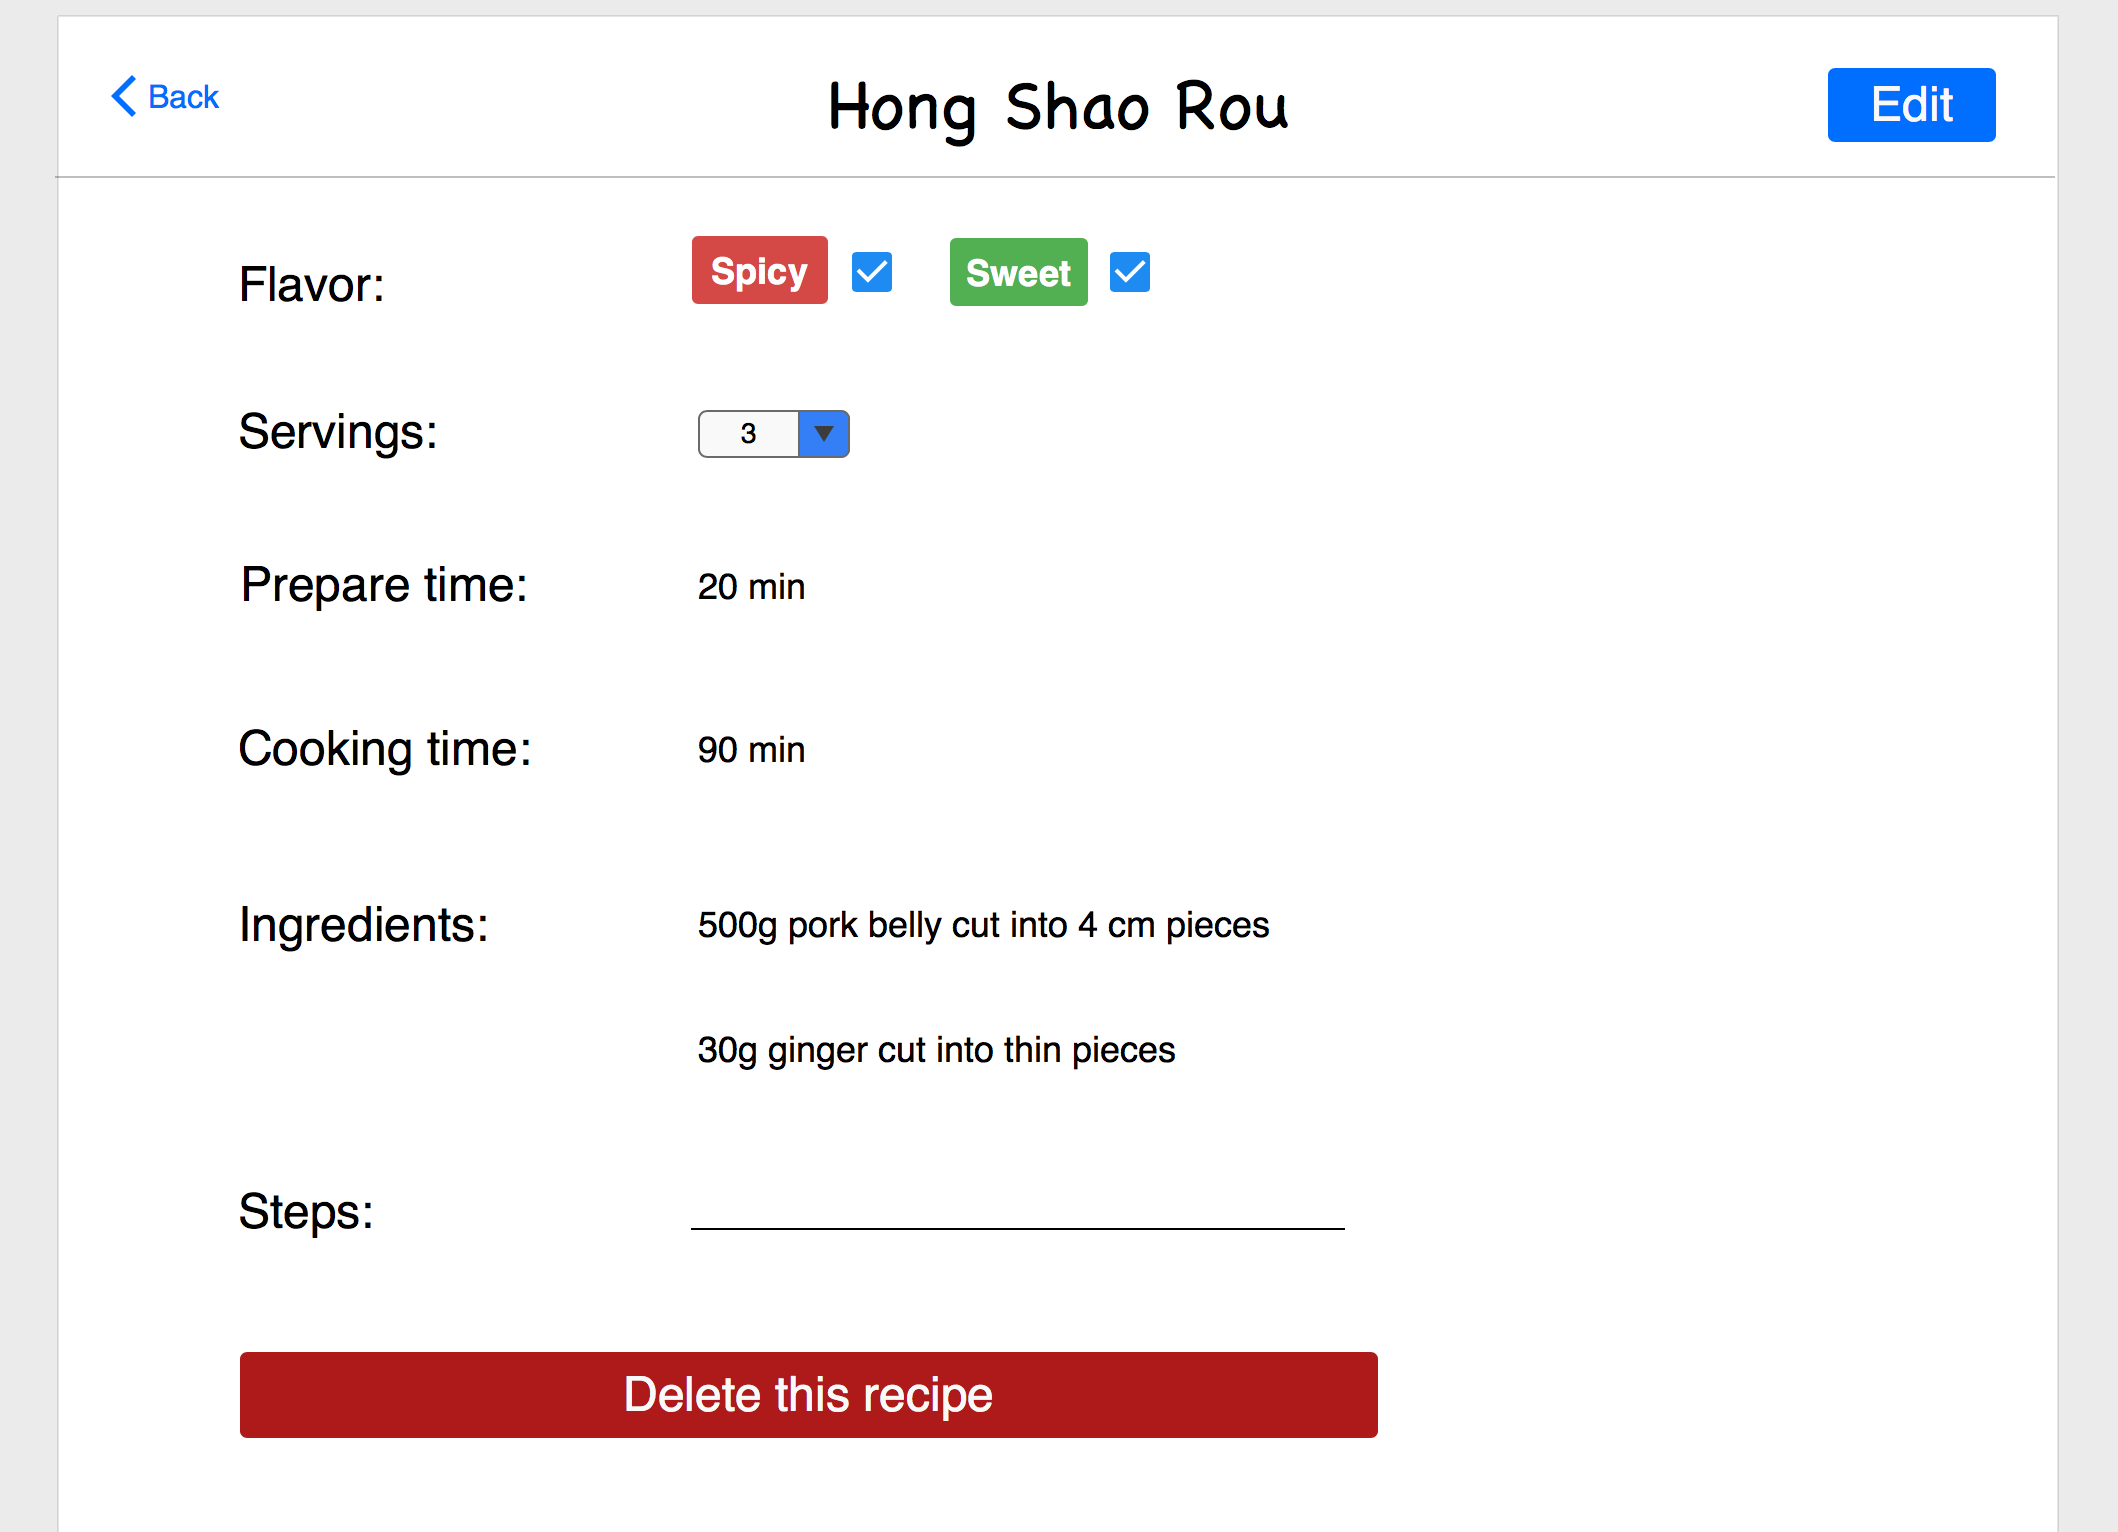 Back
Hong Shao Rou
Edit
Flavor:
Spicy
Sweet
Servings:
3
Prepare time:
20 min
Cooking time:
90 min
Ingredients:
500g pork belly cut into 4 cm pieces
30g ginger cut into thin pieces
Steps:
Delete this recipe